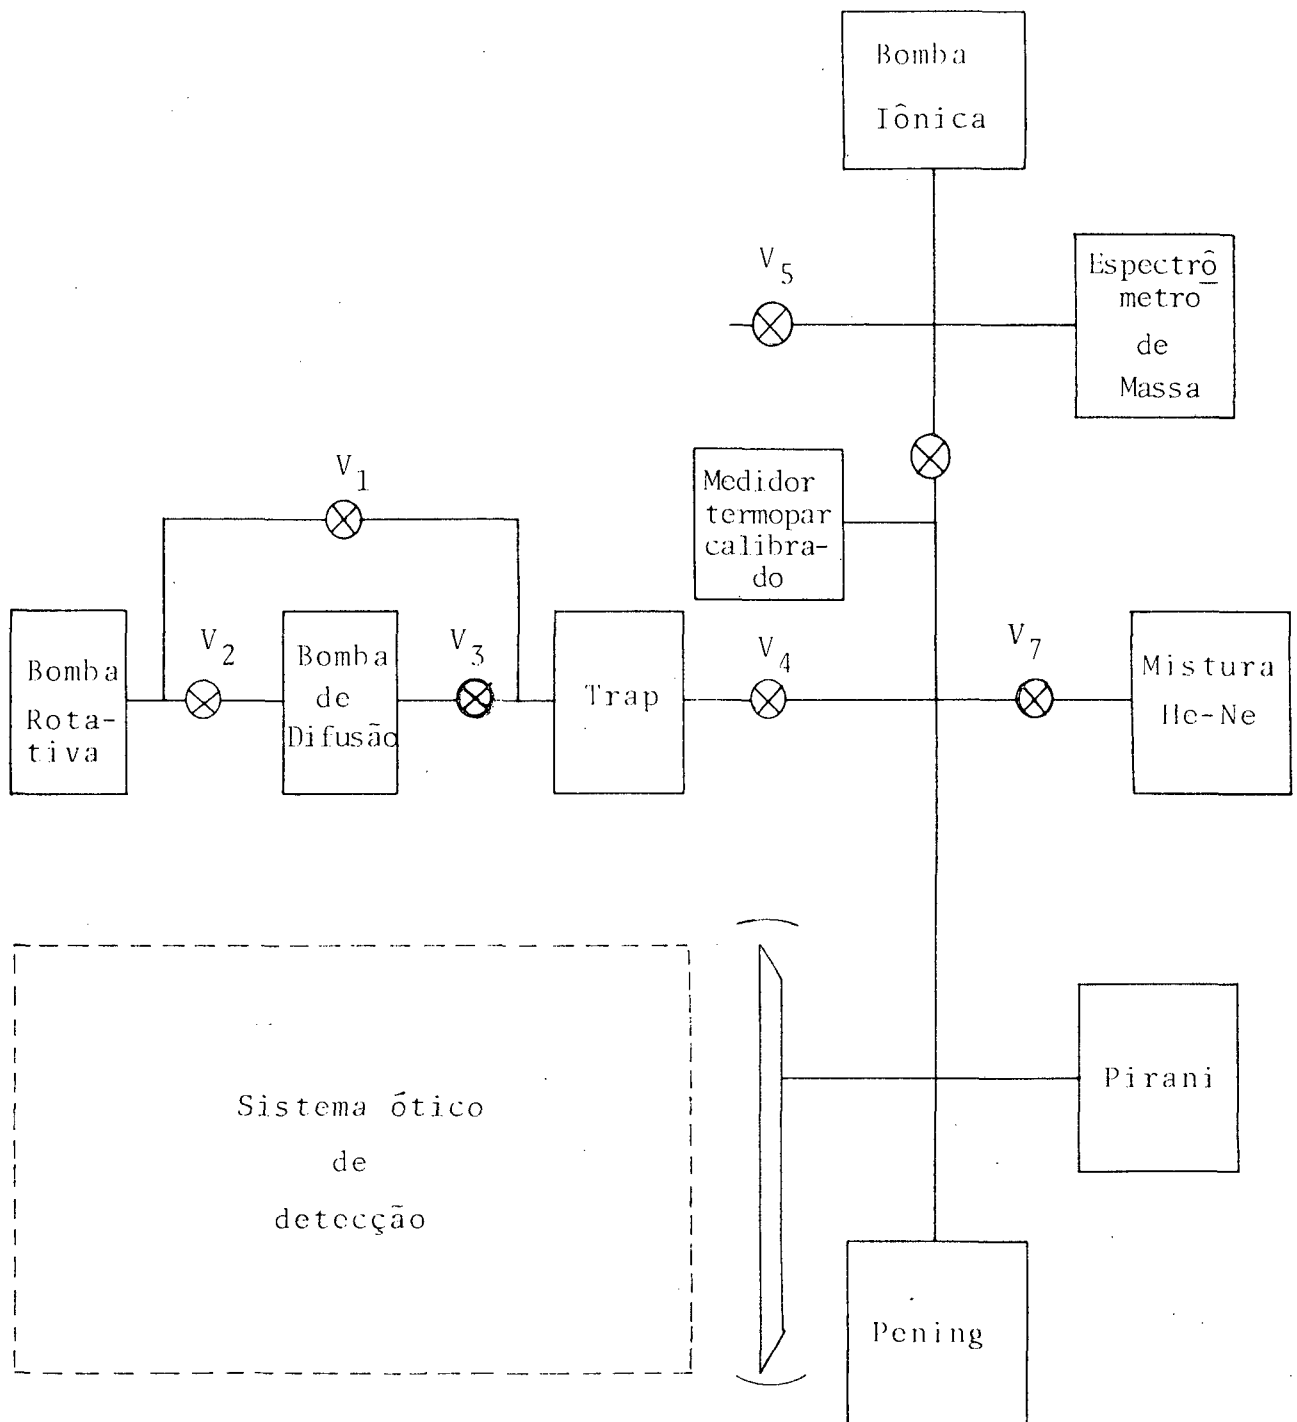 Bomba
Iônica
V5
Espectrô
metro
de
Massa
V1
Medidor
termopar
calibra-
do
Bomba
Rota-
tiva
V2
Bomba
de
Difusão
V3
Trap
V4
V7
Mistura
He-Ne
Sistema ótico
de
detecção
Pirani
Pening